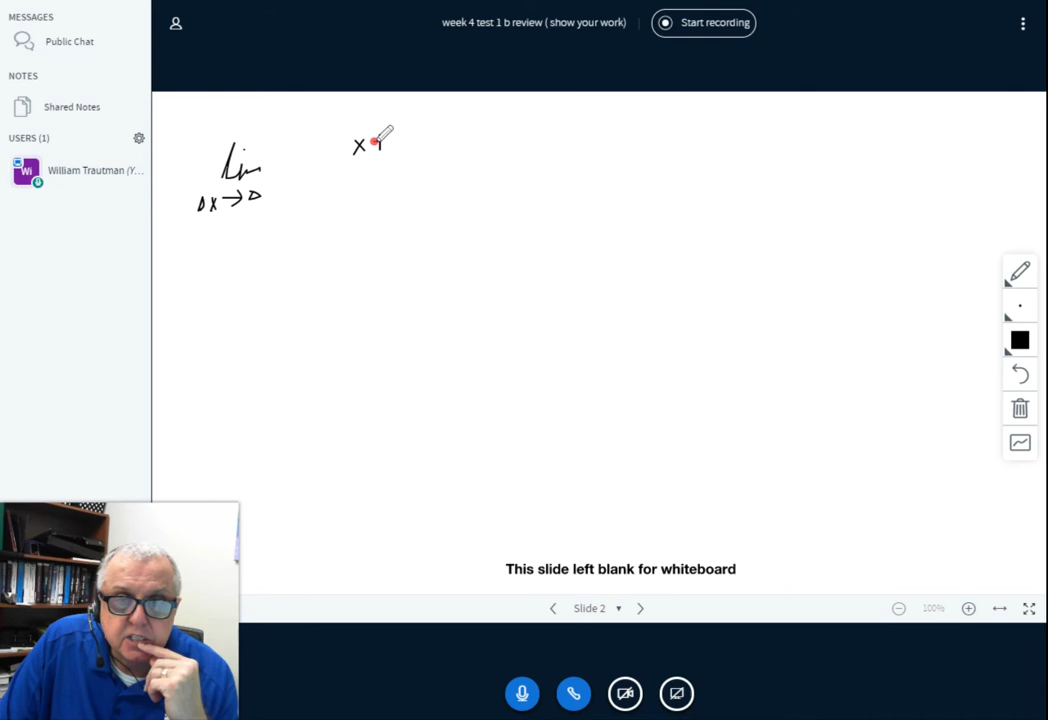 MESSAGES
Public Chat
NOTES
Shared Notes
USERS (1)
Wi
William Trautman (Y...
week 4 test 1 b review ( show your work)
Start recording
x
lim
Δx → 0
This slide left blank for whiteboard
Slide 2
100%